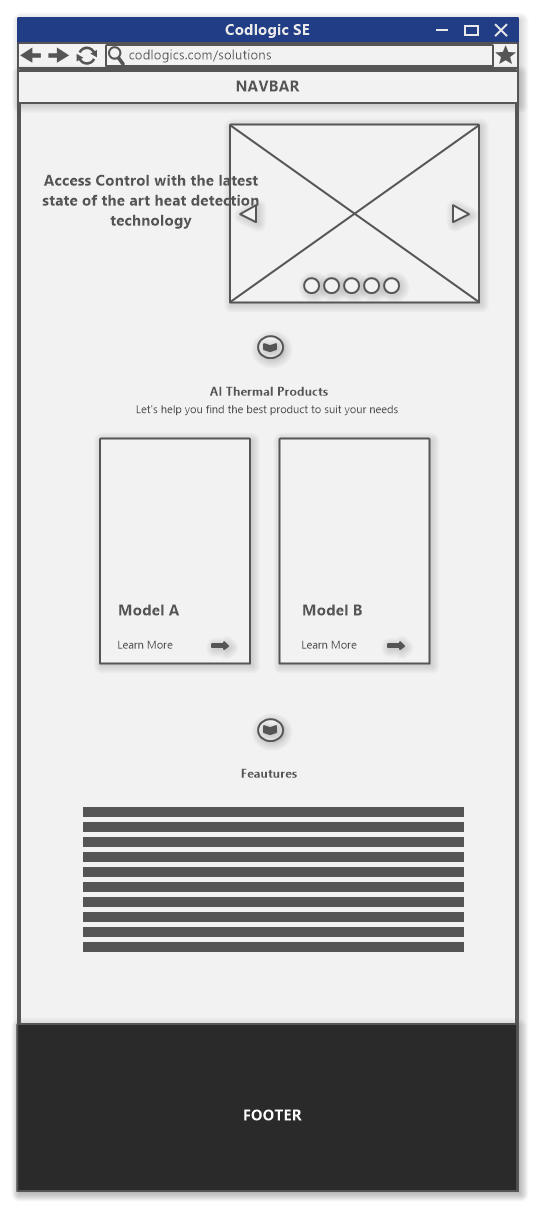 Codlogic SE
codlogics.com/solutions
NAVBAR
Access Control with the latest
state of the art heat detection
technology
AI Thermal Products
Let's help you find the best product to suit your needs
Model A
Learn More
Model B
Learn More
Feautures
FOOTER